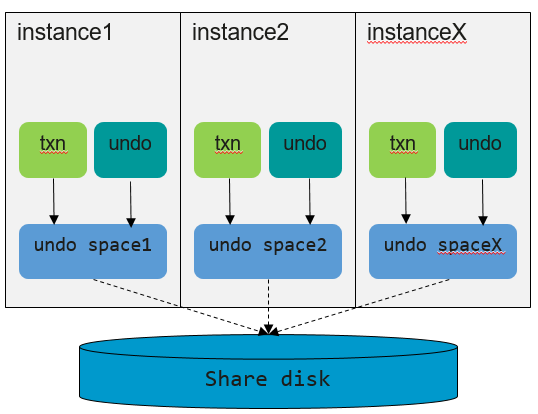 instance1
instance2
instanceX
txn
undo
txn
undo
txn
undo
undo space1
undo space2
undo spaceX
Share disk